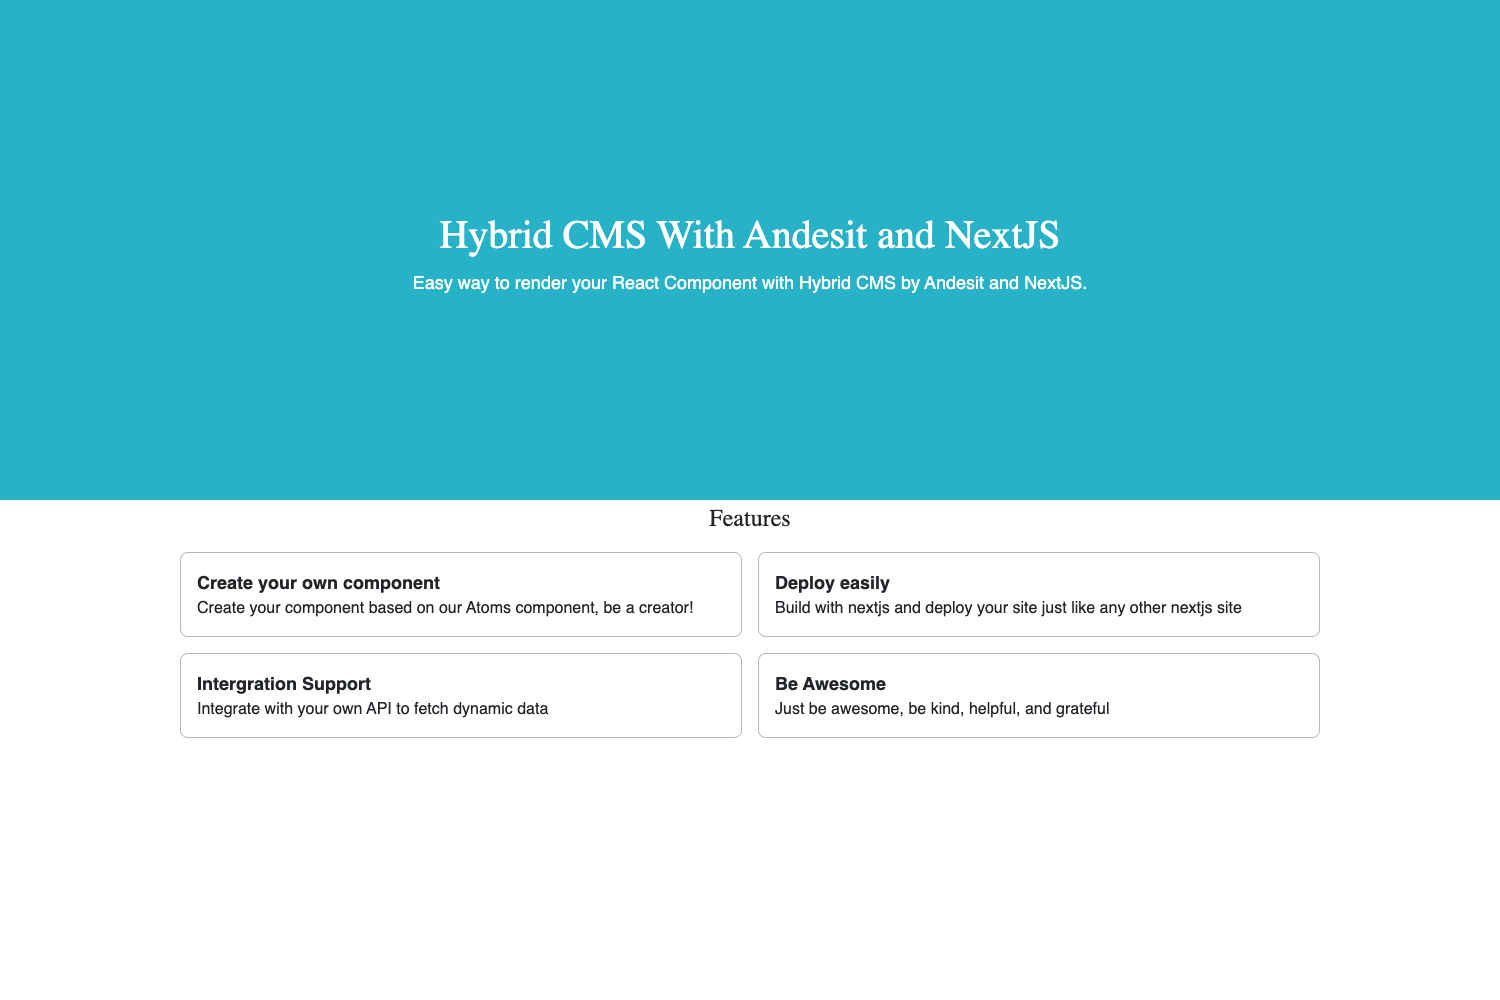 Hybrid CMS With Andesit and NextJS
Easy way to render your React Component with Hybrid CMS by Andesit and NextJS.
Features
Create your own component
Create your component based on our Atoms component, be a creator!
Deploy easily
Build with nextjs and deploy your site just like any other nextjs site
Intergration Support
Integrate with your own API to fetch dynamic data
Be Awesome
Just be awesome, be kind, helpful, and grateful